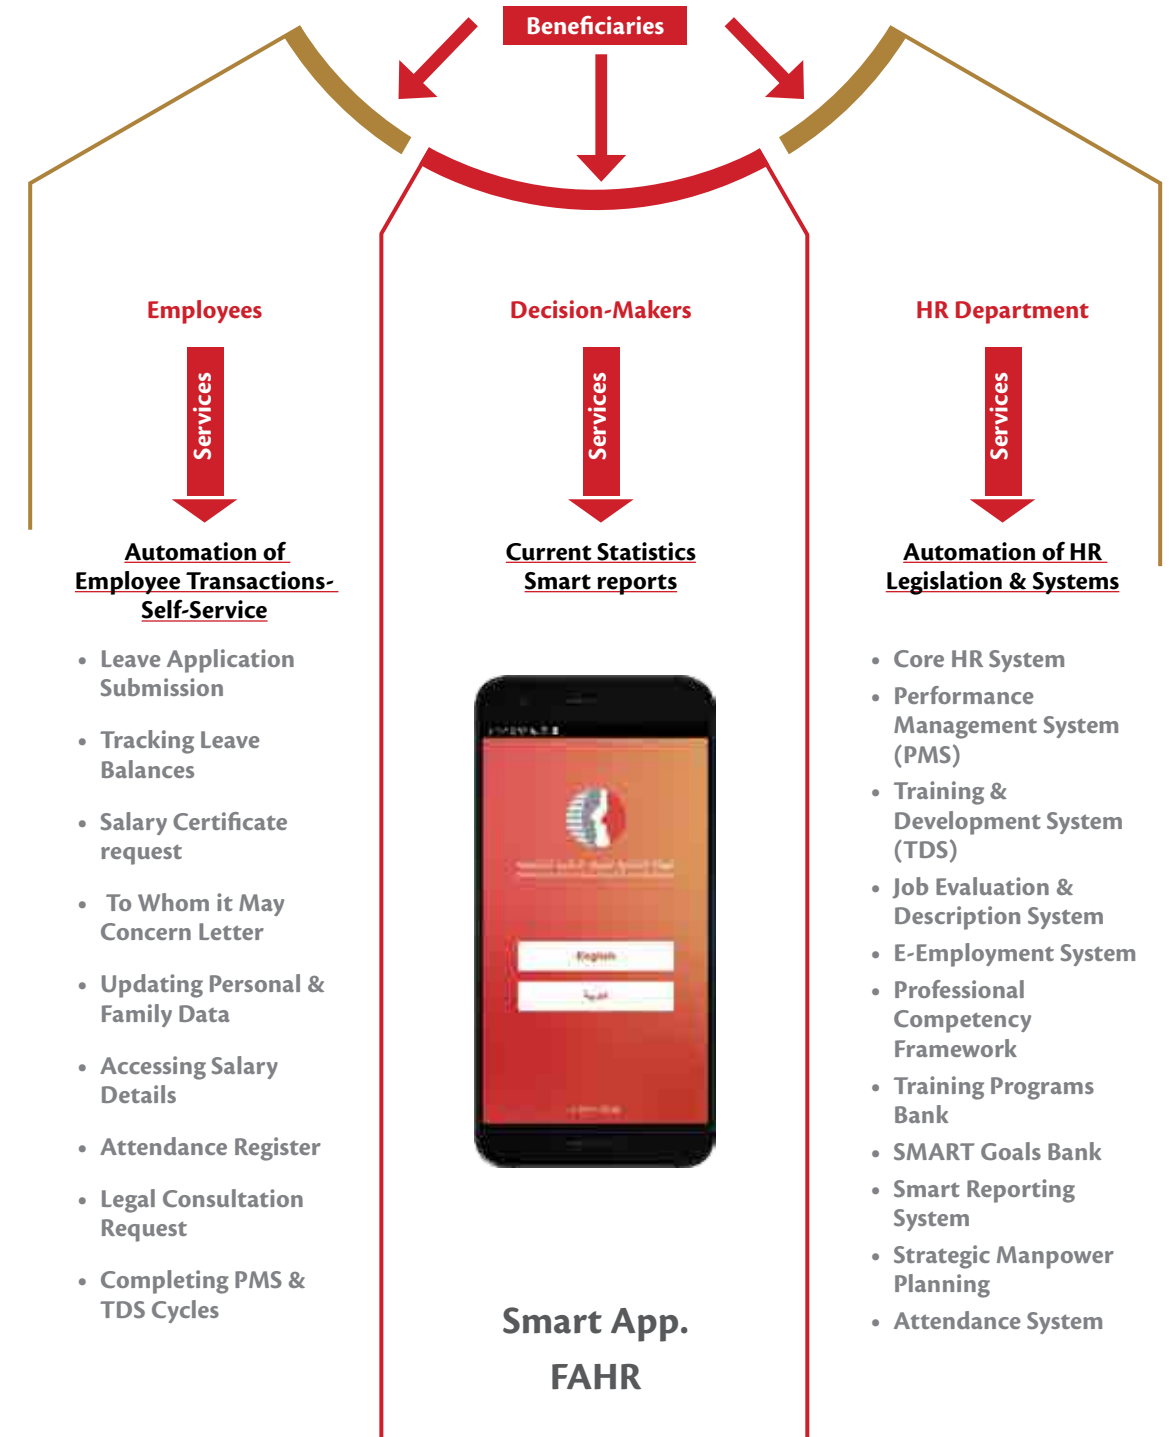 Beneficiaries
Employees
Services
Automation of
Employee Transactions-
Self-Service
• Leave Application
Submission
• Tracking Leave
Balances
• Salary Certificate
request
• To Whom it May
Concern Letter
• Updating Personal &
Family Data
• Accessing Salary
Details
• Attendance Register
• Legal Consultation
Request
• Completing PMS &
TDS Cycles
Decision-Makers
Services
Current Statistics
Smart reports
English
العربية
Smart App.
FAHR
HR Department
Services
Automation of HR
Legislation & Systems
• Core HR System
• Performance
Management System
(PMS)
• Training &
Development System
(TDS)
• Job Evaluation &
Description System
• E-Employment System
• Professional
Competency
Framework
• Training Programs
Bank
• SMART Goals Bank
• Smart Reporting
System
• Strategic Manpower
Planning
• Attendance System